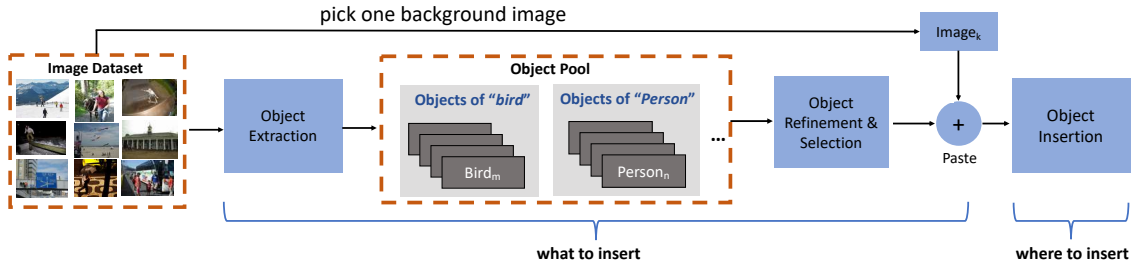 pick one background image
Image Dataset
Object
Extraction
Object Pool
Objects of “bird”
Bird_m
Objects of “Person”
Person_n
...
Object
Refinement &
Selection
Image_k
+
Paste
Object
Insertion
what to insert
where to insert